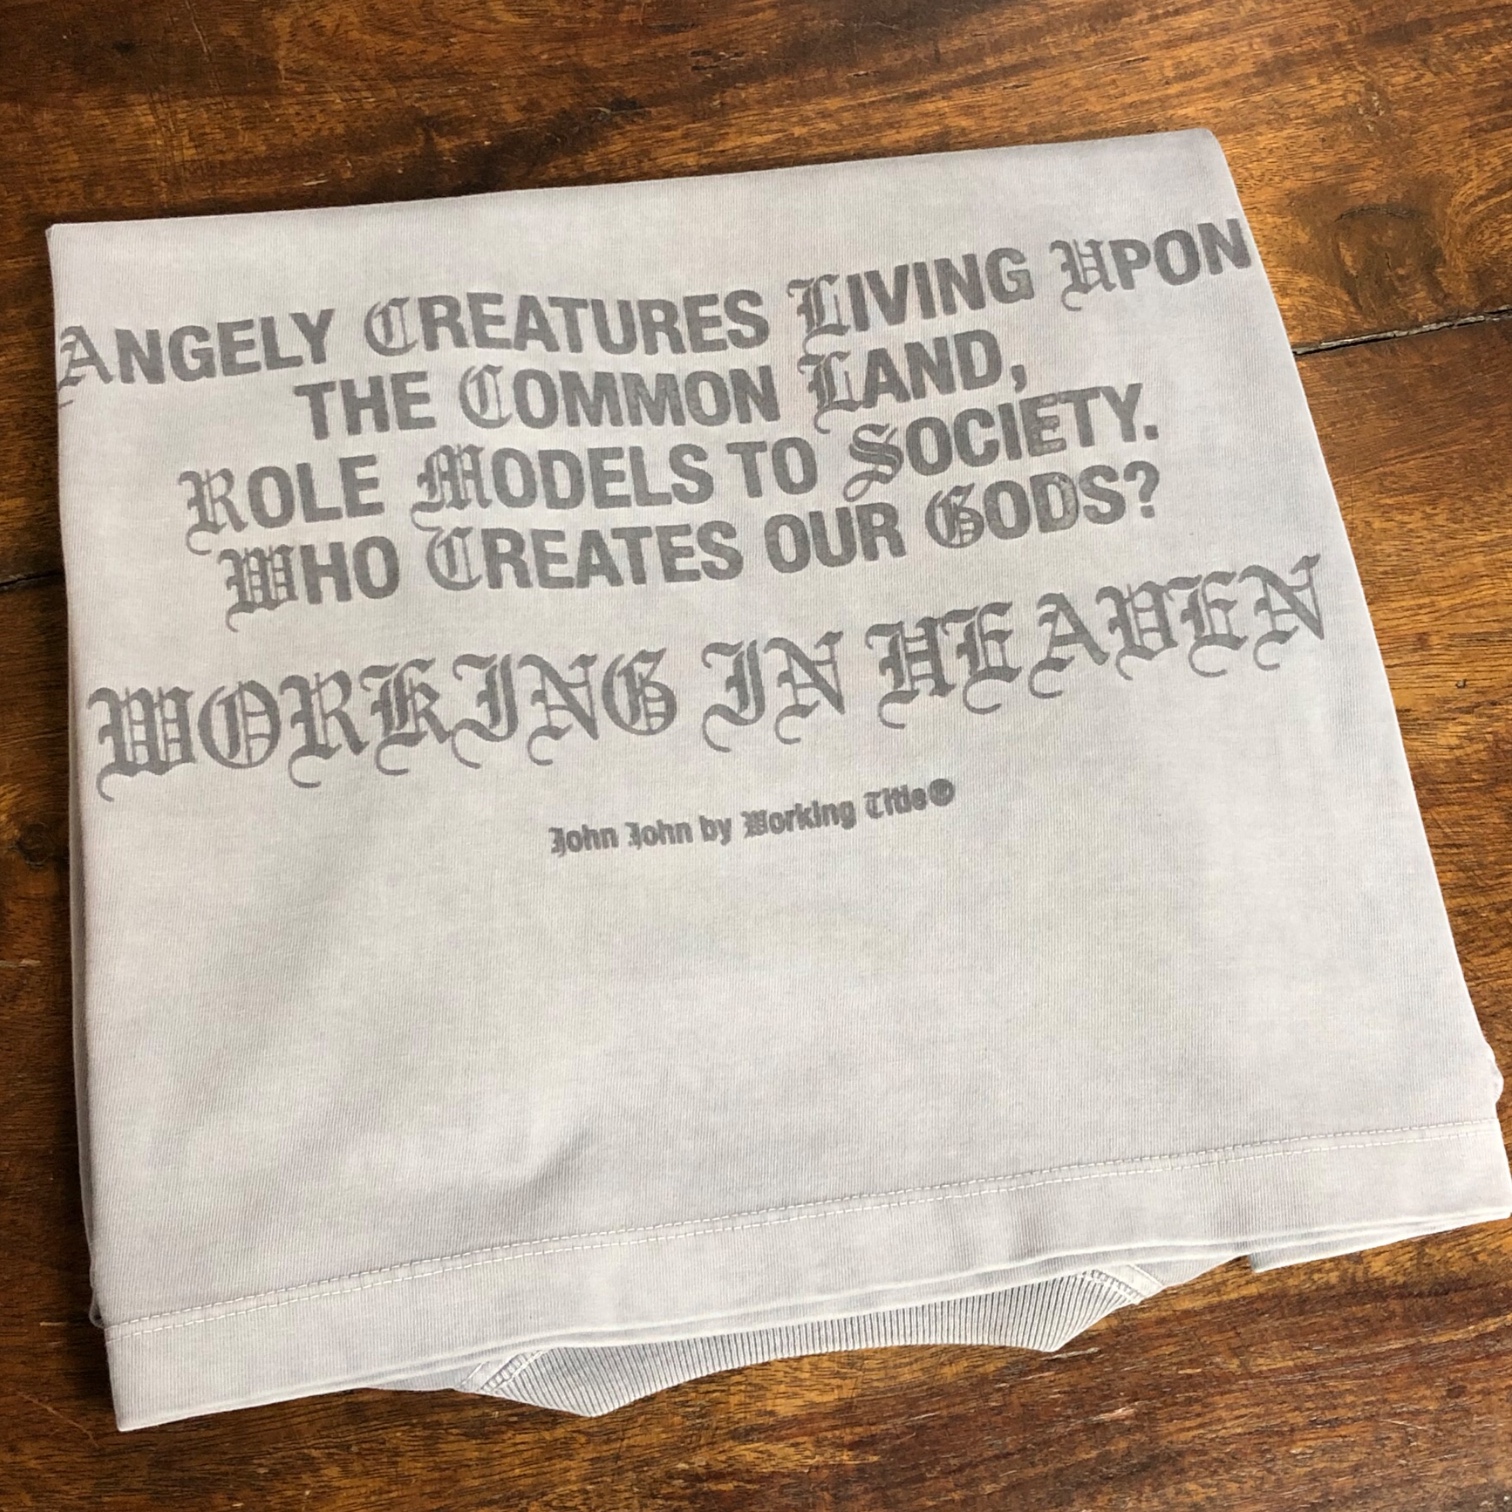 ANGELY CREATURES LIVING UPON
THE COMMON LAND,
ROLE MODELS TO SOCIETY.
WHO CREATES OUR GODS?
WORKING IN HEAVEN
John John by Working Title®